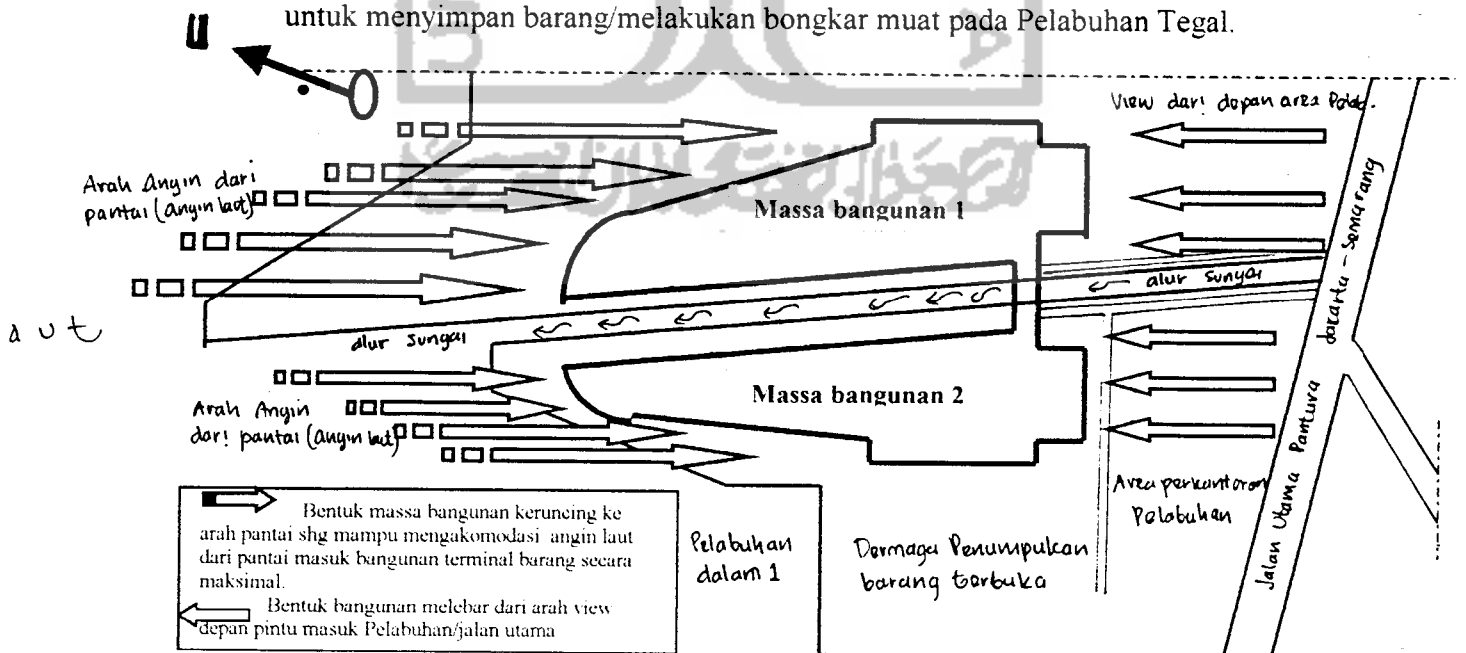 untuk menyimpan barang/melakukan bongkar muat pada Pelabuhan Tegal.
U
View dari depan area Pelab.
Arah Angin dari
pantai (angin laut)
Massa bangunan 1
Jalan Utama Pantura Jakarta - Semarang
alur sungai
aut
alur sungai
Massa bangunan 2
Arah Angin
dari pantai (angin laut)
Area perkantoran
Pelabuhan
Pelabuhan
dalam 1
Dermaga Penumpukan
barang terbuka
Bentuk massa bangunan keruncing ke
arah pantai shg mampu mengakomodasi angin laut
dari pantai masuk bangunan terminal barang secara
maksimal.
Bentuk bangunan melebar dari arah view
depan pintu masuk Pelabuhan/jalan utama